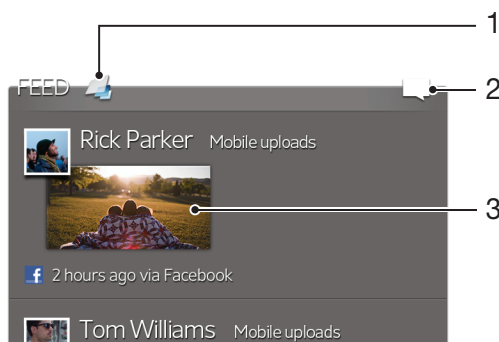 1
FEED
2
Rick Parker Mobile uploads
3
2 hours ago via Facebook
Tom Williams Mobile uploads